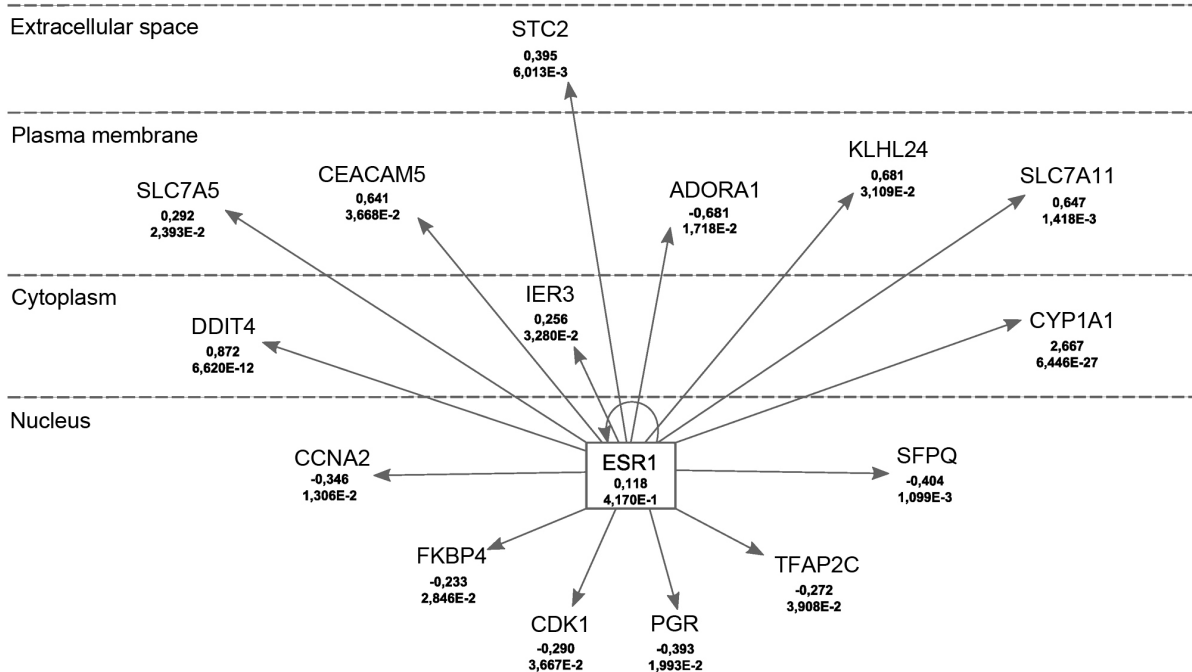 Extracellular space
STC2
0,395
6,013E-3
Plasma membrane
SLC7A5
0,292
2,393E-2
CEACAM5
0,641
3,668E-2
ADORA1
-0,681
1,718E-2
KLHL24
0,681
3,109E-2
SLC7A11
0,647
1,418E-3
Cytoplasm
DDIT4
0,872
6,620E-12
IER3
0,256
3,280E-2
CYP1A1
2,667
6,446E-27
Nucleus
CCNA2
-0,346
1,306E-2
ESR1
0,118
4,170E-1
SFPQ
-0,404
1,099E-3
FKBP4
-0,233
2,846E-2
CDK1
-0,290
3,667E-2
PGR
-0,393
1,993E-2
TFAP2C
-0,272
3,908E-2